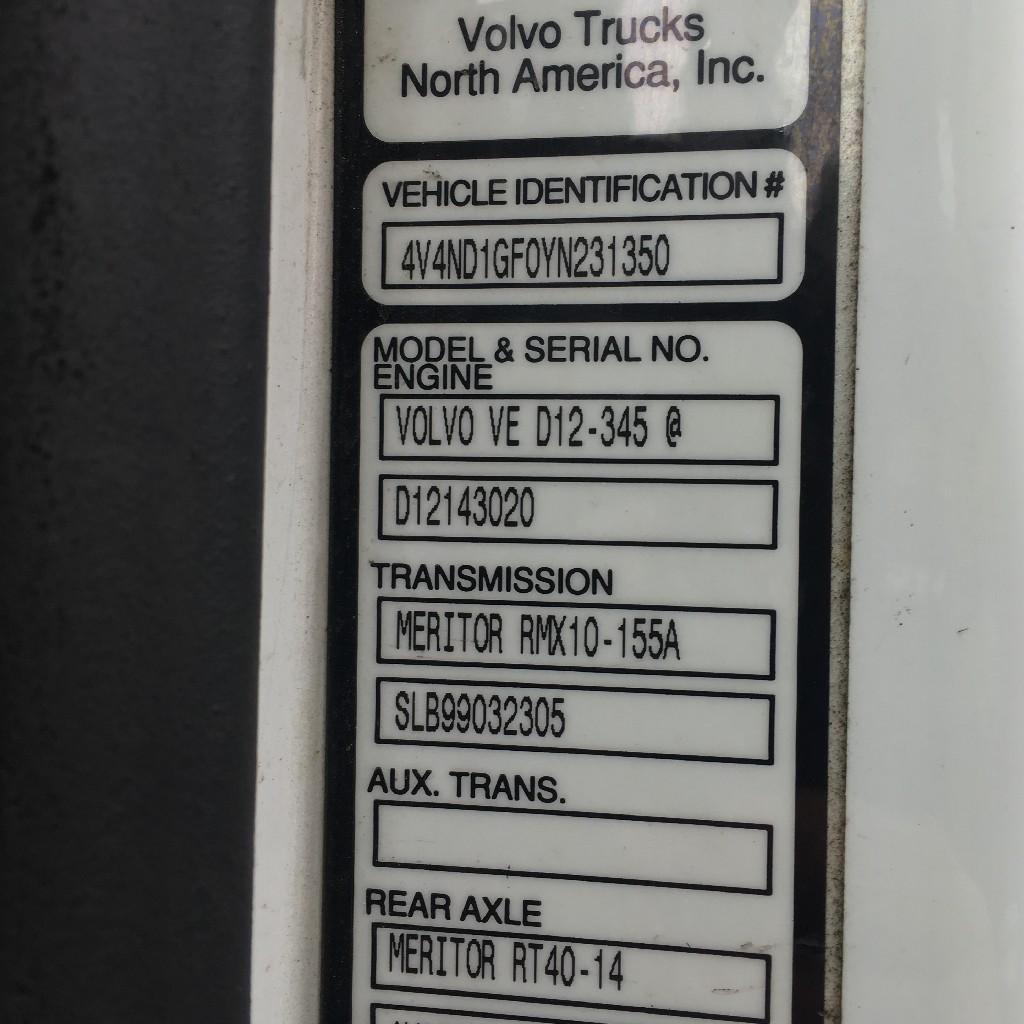 Volvo Trucks
North America, Inc.
VEHICLE IDENTIFICATION #
4V4ND1GF0YN231350
MODEL & SERIAL NO.
ENGINE
VOLVO VE D12-345 @
D12143020
TRANSMISSION
MERITOR RMX10-155A
SLB99032305
AUX. TRANS.
REAR AXLE
MERITOR RT40-14